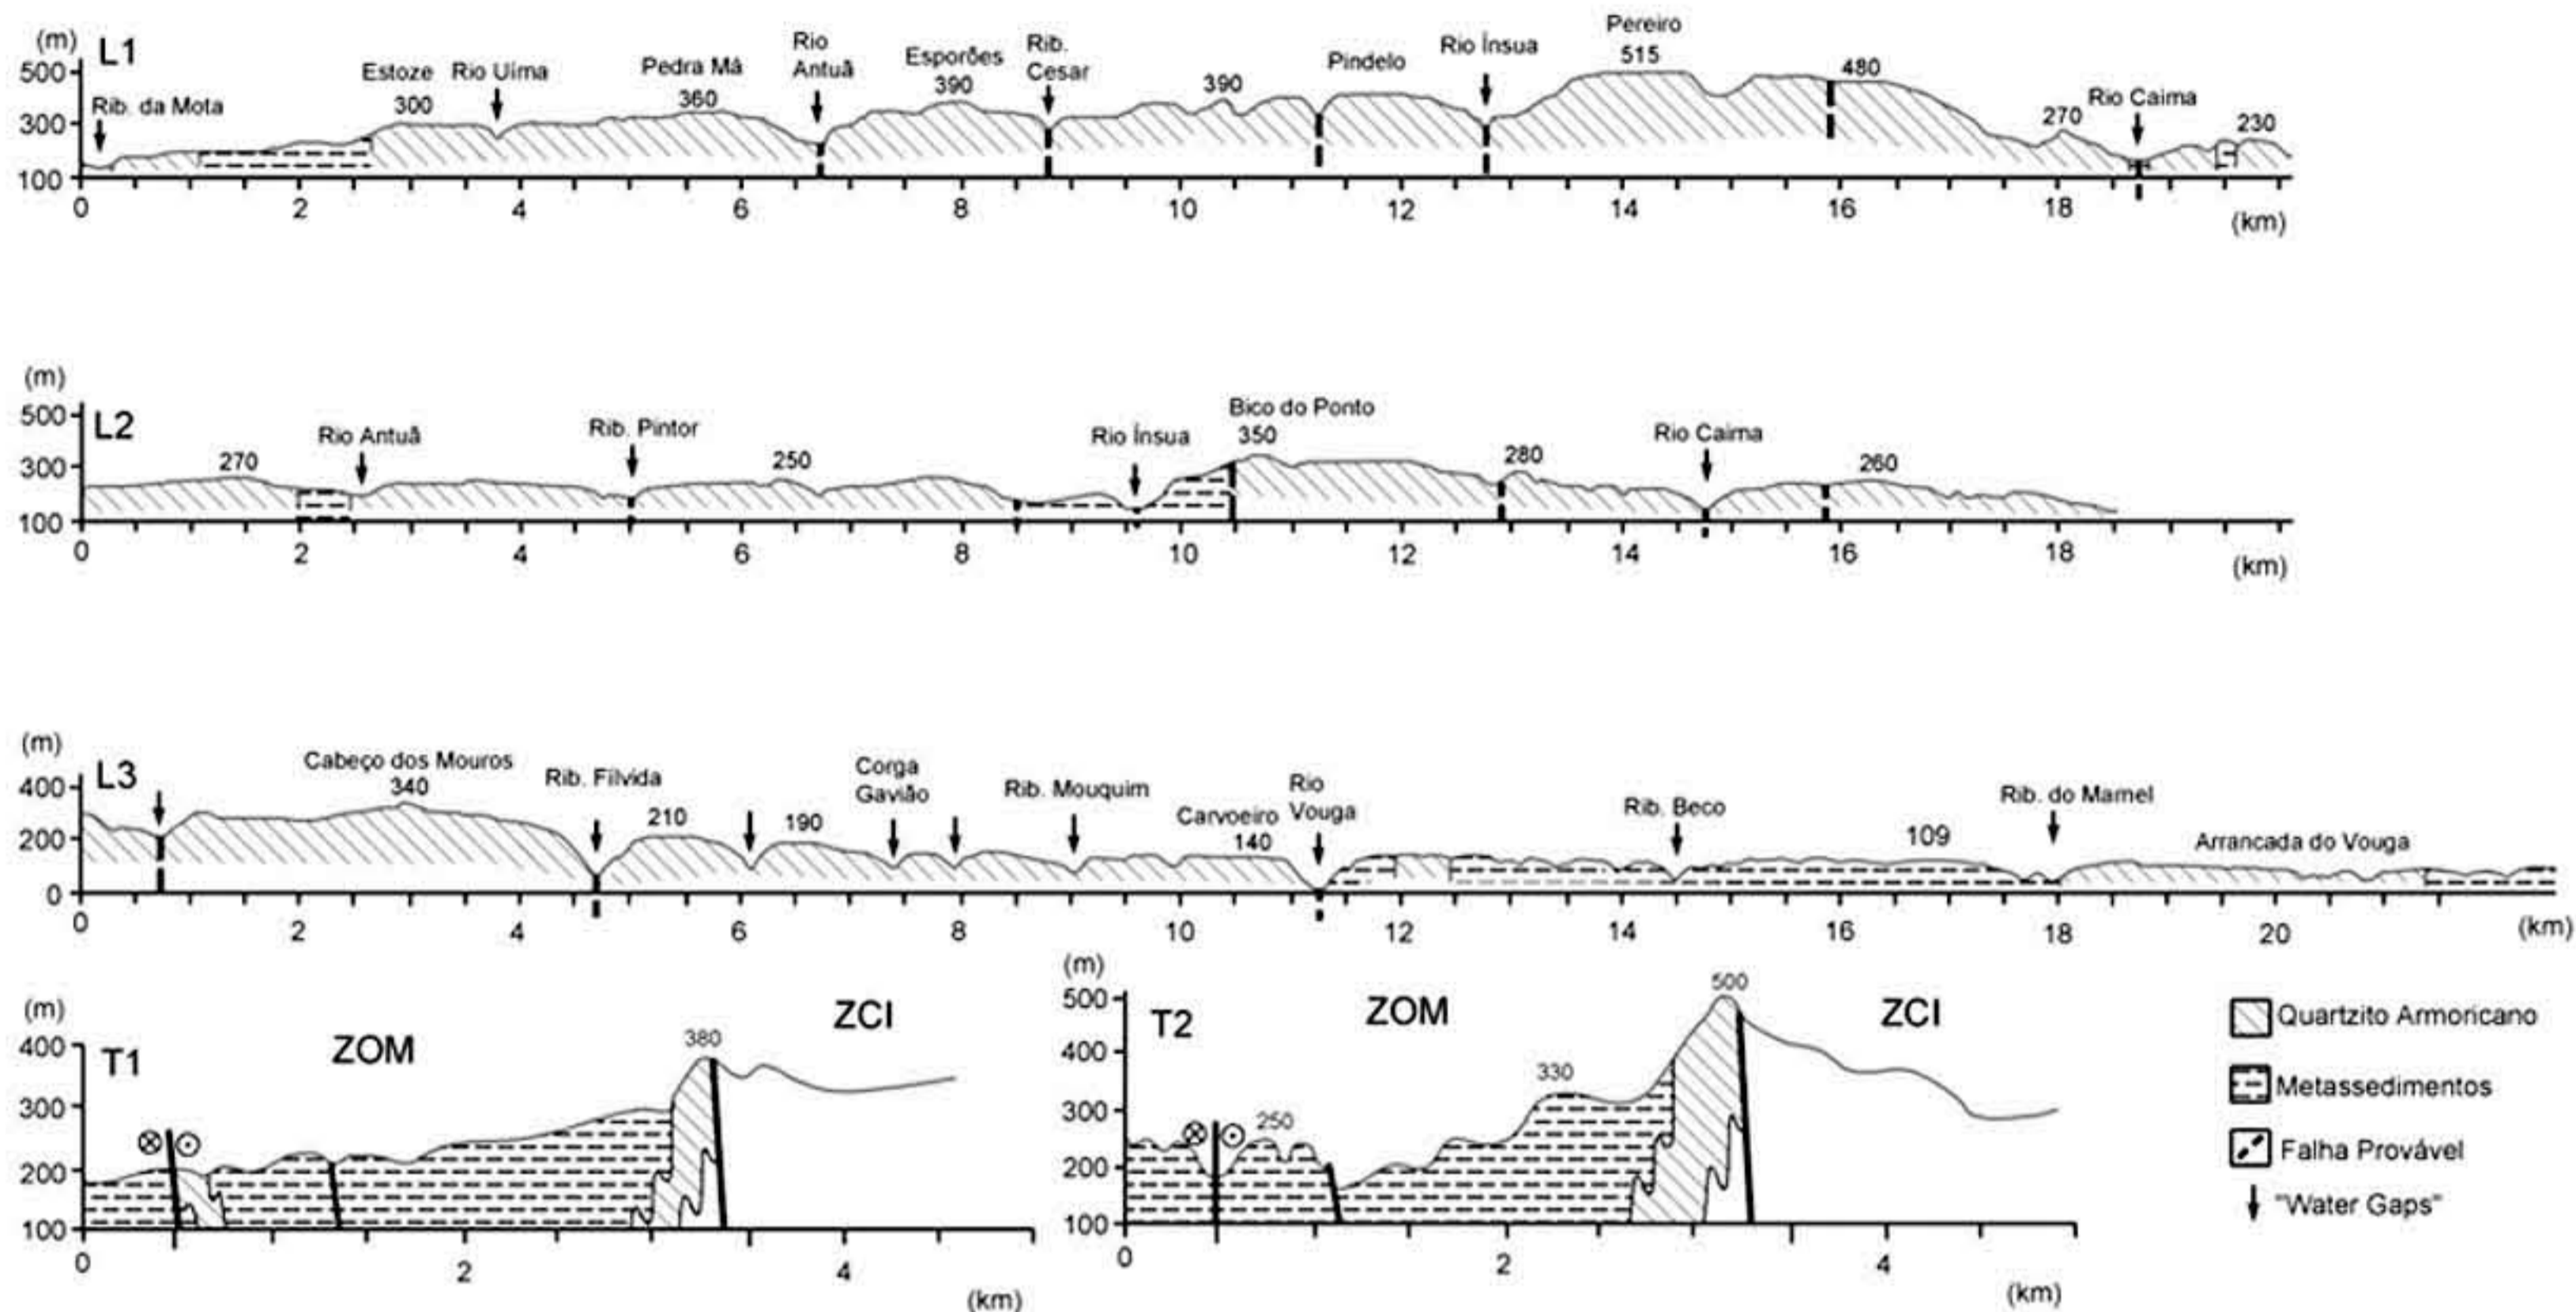 (m)
L1
500
300
100
Rib. da Mota
Estoze
300
Rio Uíma
Pedra Má
360
Rio
Antuã
Esporões
390
Rib.
Cesar
390
Pindelo
Rio Ínsua
Pereiro
515
480
270
Rio Caima
230
0 2 4 6 8 10 12 14 16 18
(km)
(m)
L2
500
300
100
270
Rio Antuã
Rib. Pintor
250
Rio Ínsua
Bico do Ponto
350
280
Rio Caima
260
0 2 4 6 8 10 12 14 16 18
(km)
(m)
L3
400
200
0
Cabeço dos Mouros
340
Rib. Fílvida
210
190
Corga
Gavião
Rib. Mouquim
Carvoeiro
140
Rio
Vouga
Rib. Beco
109
Rib. do Mamel
Arrancada do Vouga
0 2 4 6 8 10 12 14 16 18 20 (km)
(m)
T1
ZOM
ZCI
380
400
300
200
100
0 2 4
(km)
(m)
T2
ZOM
ZCI
500
330
250
500
400
300
200
100
0 2 4
(km)
Quartzito Armoricano
Metassedimentos
Falha Provável
"Water Gaps"